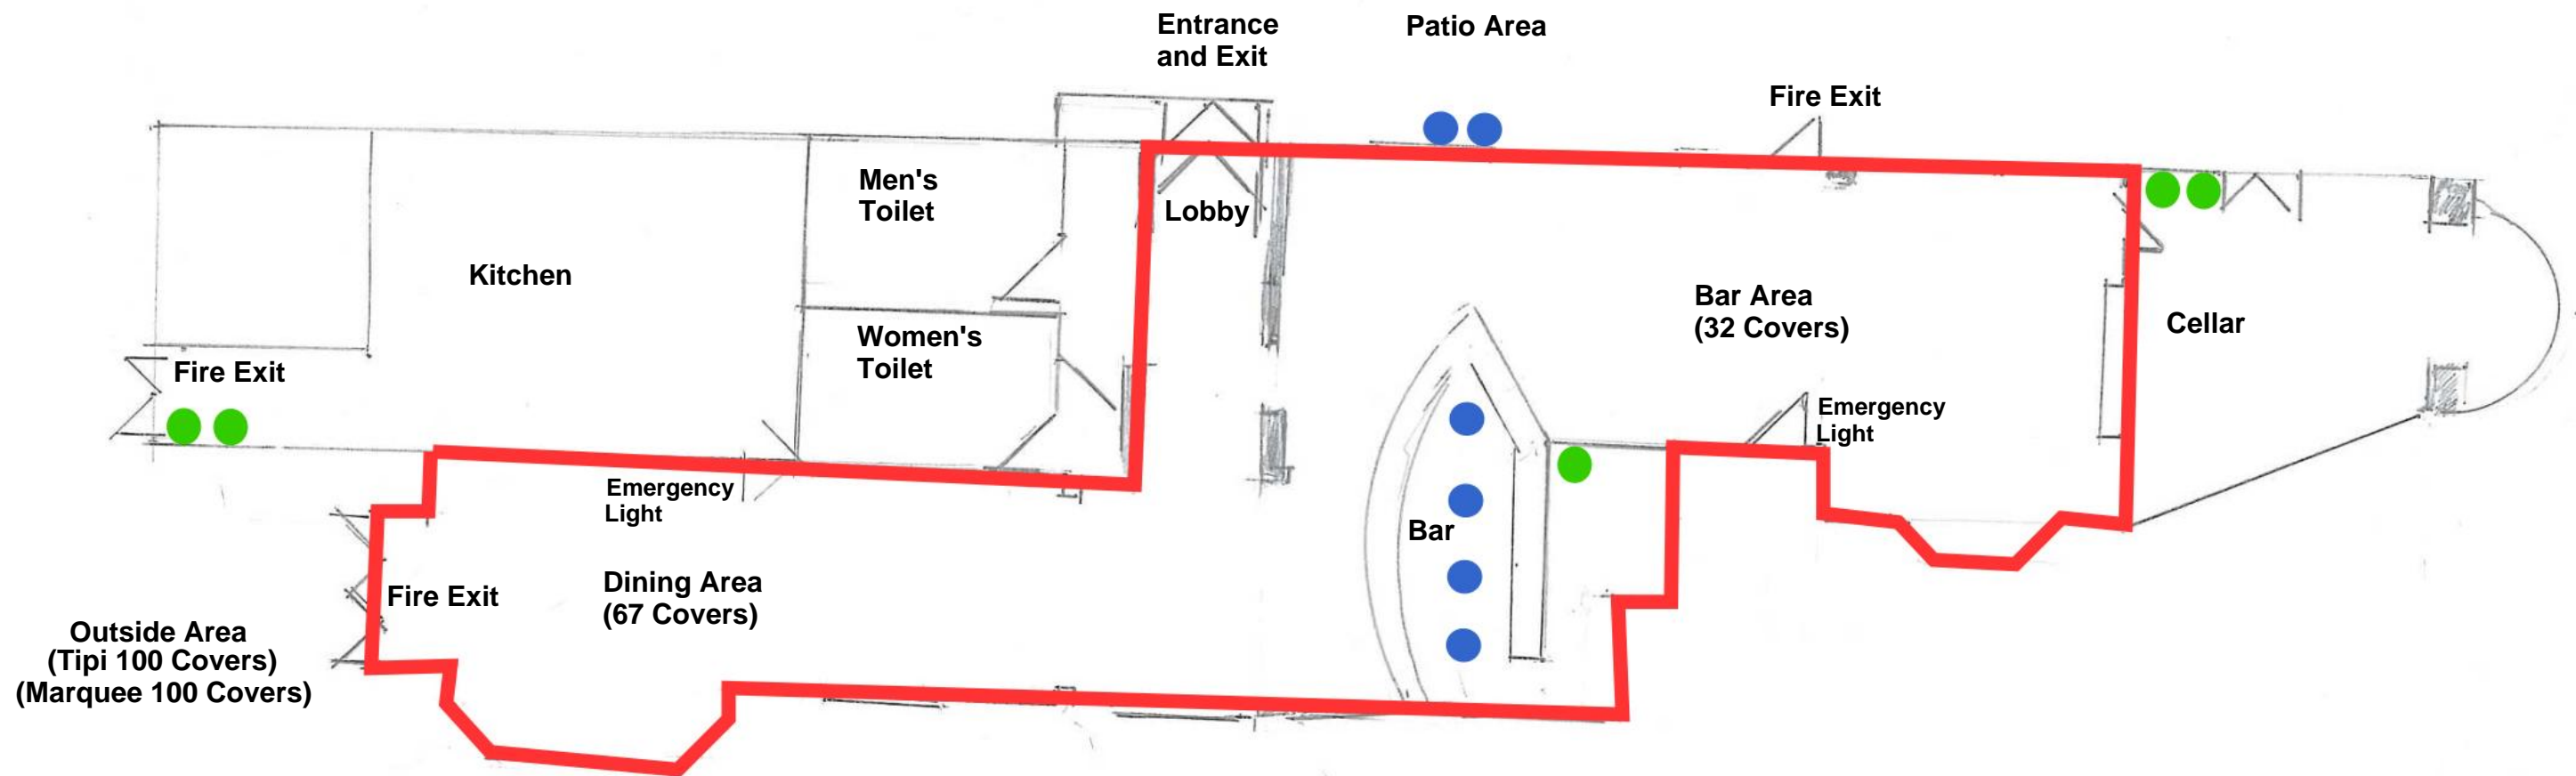 Entrance
and Exit
Patio Area
Fire Exit
Men's
Toilet
Lobby
Kitchen
Bar Area
(32 Covers)
Cellar
Women's
Toilet
Fire Exit
Emergency
Light
Emergency
Light
Bar
Dining Area
(67 Covers)
Fire Exit
Outside Area
(Tipi 100 Covers)
(Marquee 100 Covers)